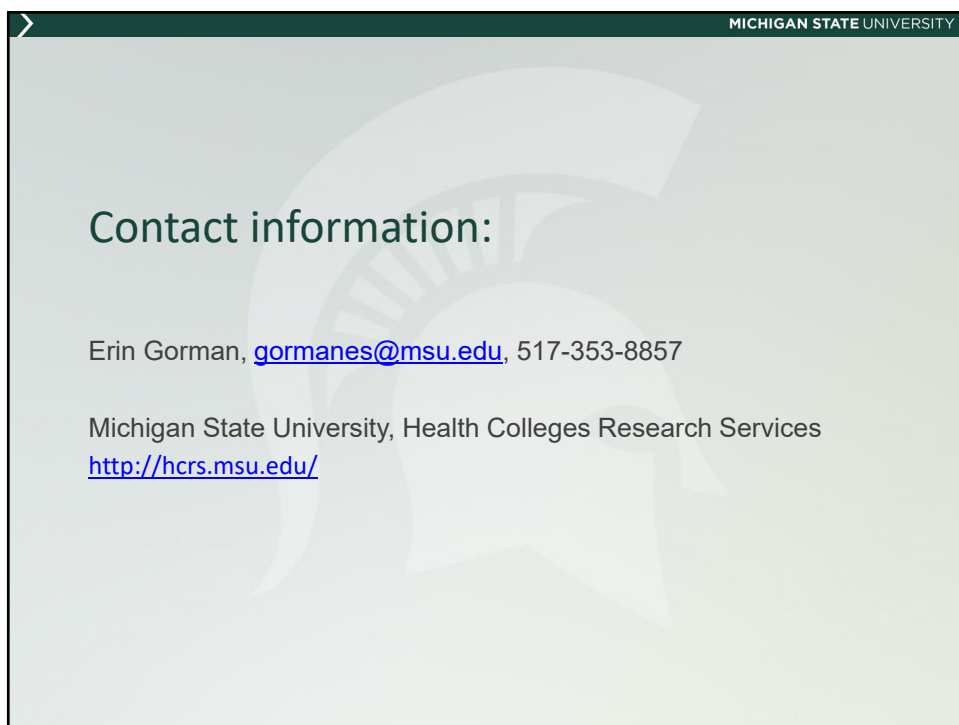 MICHIGAN STATE UNIVERSITY
Contact information:
Erin Gorman, gormanes@msu.edu, 517-353-8857
Michigan State University, Health Colleges Research Services
http://hcrs.msu.edu/